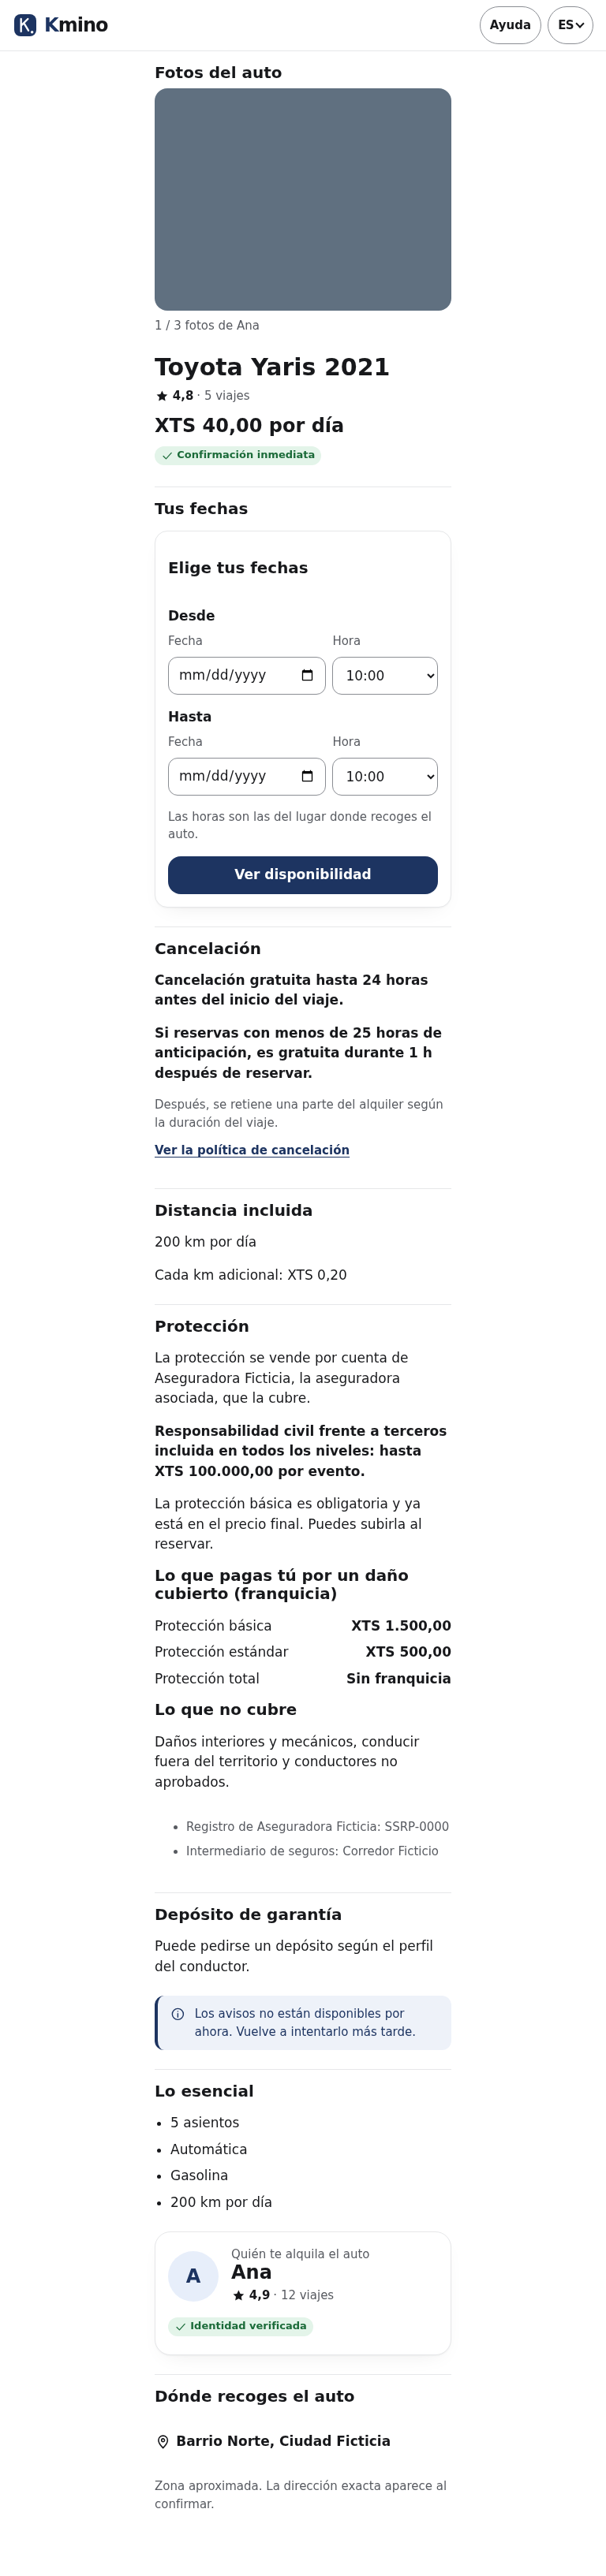 Kmino
Ayuda
ES
Fotos del auto
1 / 3 fotos de Ana
Toyota Yaris 2021
4,8 · 5 viajes
XTS 40,00 por día
Confirmación inmediata
Tus fechas
Elige tus fechas
Desde
Fecha
Hora
mm/dd/yyyy
10:00
Hasta
Fecha
Hora
mm/dd/yyyy
10:00
Las horas son las del lugar donde recoges el
auto.
Ver disponibilidad
Cancelación
Cancelación gratuita hasta 24 horas
antes del inicio del viaje.
Si reservas con menos de 25 horas de
anticipación, es gratuita durante 1 h
después de reservar.
Después, se retiene una parte del alquiler según
la duración del viaje.
Ver la política de cancelación
Distancia incluida
200 km por día
Cada km adicional: XTS 0,20
Protección
La protección se vende por cuenta de
Aseguradora Ficticia, la aseguradora
asociada, que la cubre.
Responsabilidad civil frente a terceros
incluida en todos los niveles: hasta
XTS 100.000,00 por evento.
La protección básica es obligatoria y ya
está en el precio final. Puedes subirla al
reservar.
Lo que pagas tú por un daño
cubierto (franquicia)
Protección básica XTS 1.500,00
Protección estándar XTS 500,00
Protección total Sin franquicia
Lo que no cubre
Daños interiores y mecánicos, conducir
fuera del territorio y conductores no
aprobados.
• Registro de Aseguradora Ficticia: SSRP-0000
• Intermediario de seguros: Corredor Ficticio
Depósito de garantía
Puede pedirse un depósito según el perfil
del conductor.
Los avisos no están disponibles por
ahora. Vuelve a intentarlo más tarde.
Lo esencial
• 5 asientos
• Automática
• Gasolina
• 200 km por día
A
Quién te alquila el auto
Ana
4,9 · 12 viajes
Identidad verificada
Dónde recoges el auto
Barrio Norte, Ciudad Ficticia
Zona aproximada. La dirección exacta aparece al
confirmar.